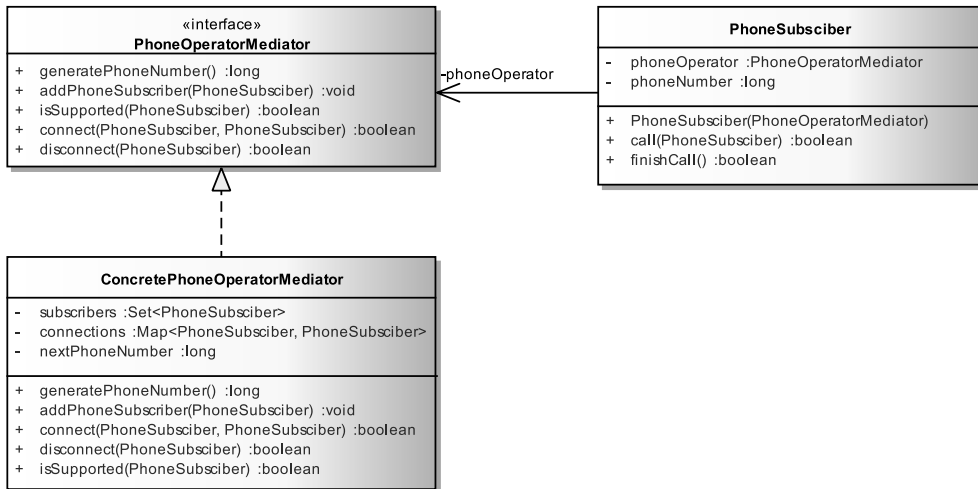 «interface»
PhoneOperatorMediator
+ generatePhoneNumber() :long
+ addPhoneSubscriber(PhoneSubsciber) :void
+ isSupported(PhoneSubsciber) :boolean
+ connect(PhoneSubsciber, PhoneSubsciber) :boolean
+ disconnect(PhoneSubsciber) :boolean
-phoneOperator
PhoneSubsciber
- phoneOperator :PhoneOperatorMediator
- phoneNumber :long
+ PhoneSubsciber(PhoneOperatorMediator)
+ call(PhoneSubsciber) :boolean
+ finishCall() :boolean
ConcretePhoneOperatorMediator
- subscribers :Set<PhoneSubsciber>
- connections :Map<PhoneSubsciber, PhoneSubsciber>
- nextPhoneNumber :long
+ generatePhoneNumber() :long
+ addPhoneSubscriber(PhoneSubsciber) :void
+ connect(PhoneSubsciber, PhoneSubsciber) :boolean
+ disconnect(PhoneSubsciber) :boolean
+ isSupported(PhoneSubsciber) :boolean